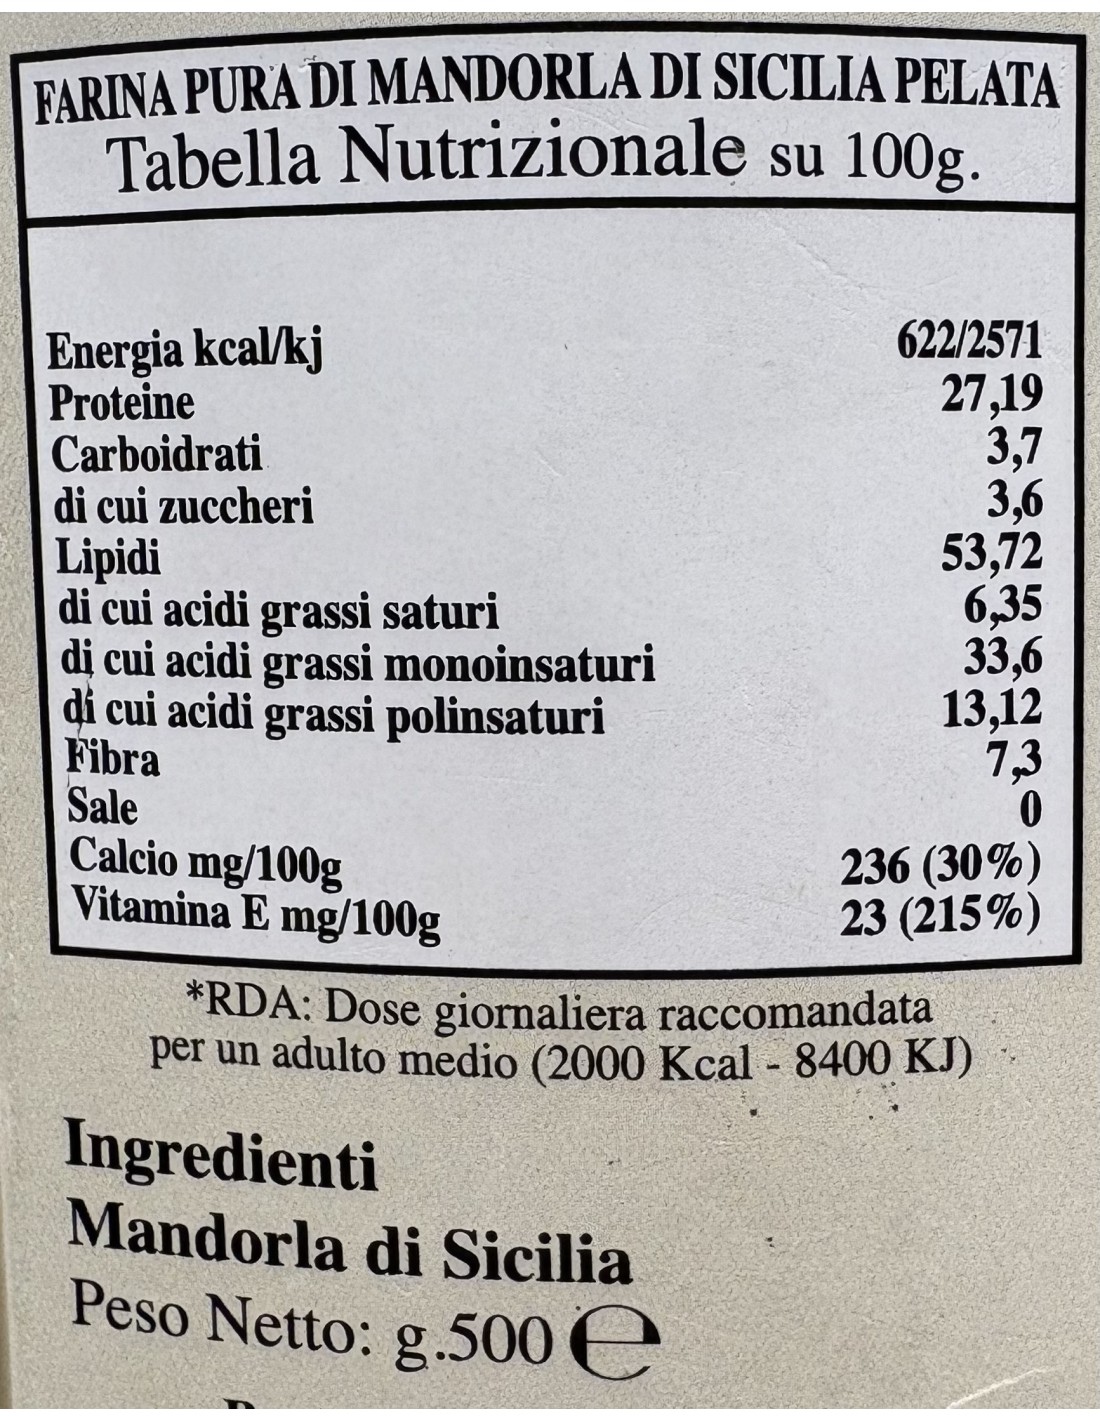 FARINA PURA DI MANDORLA DI SICILIA PELATA
Tabella Nutrizionale su 100g.
Energia kcal/kj 622/2571
Proteine 27,19
Carboidrati 3,7
di cui zuccheri 3,6
Lipidi 53,72
di cui acidi grassi saturi 6,35
di cui acidi grassi monoinsaturi 33,6
di cui acidi grassi polinsaturi 13,12
Fibra 7,3
Sale 0
Calcio mg/100g 236 (30%)
Vitamina E mg/100g 23 (215%)
*RDA: Dose giornaliera raccomandata
per un adulto medio (2000 Kcal - 8400 KJ)
Ingredienti
Mandorla di Sicilia
Peso Netto: g.500 ℮